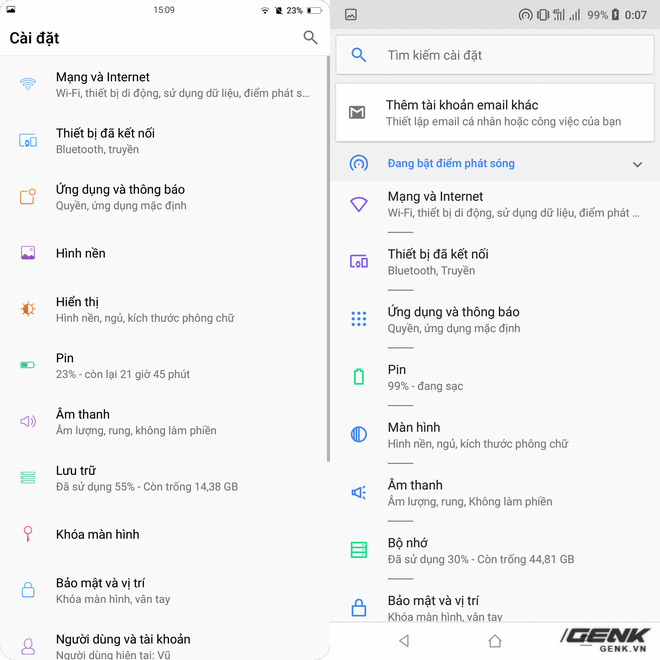 15:09
23%
Cài đặt
Mạng và Internet
Wi-Fi, thiết bị di động, sử dụng dữ liệu, điểm phát s...
Thiết bị đã kết nối
Bluetooth, truyền
Ứng dụng và thông báo
Quyền, ứng dụng mặc định
Hình nền
Hiển thị
Hình nền, ngủ, kích thước phông chữ
Pin
23% - còn lại 21 giờ 45 phút
Âm thanh
Âm lượng, rung, không làm phiền
Lưu trữ
Đã sử dụng 55% - Còn trống 14,38 GB
Khóa màn hình
Bảo mật và vị trí
Khóa màn hình, vân tay
Người dùng và tài khoản
Người dùng hiện tại: Vũ
99% 0:07
Tìm kiếm cài đặt
Thêm tài khoản email khác
Thiết lập email cá nhân hoặc công việc của bạn
Đang bật điểm phát sóng
Mạng và Internet
Wi-Fi, thiết bị di động, sử dụng dữ liệu, điểm phát ...
Thiết bị đã kết nối
Bluetooth, Truyền
Ứng dụng và thông báo
Quyền, ứng dụng mặc định
Pin
99% - đang sạc
Màn hình
Hình nền, ngủ, kích thước phông chữ
Âm thanh
Âm lượng, rung, Không làm phiền
Bộ nhớ
Đã sử dụng 30% - Còn trống 44,81 GB
Bảo mật và vị trí
Khóa màn hình, vân tay
GENK
GENK.VN